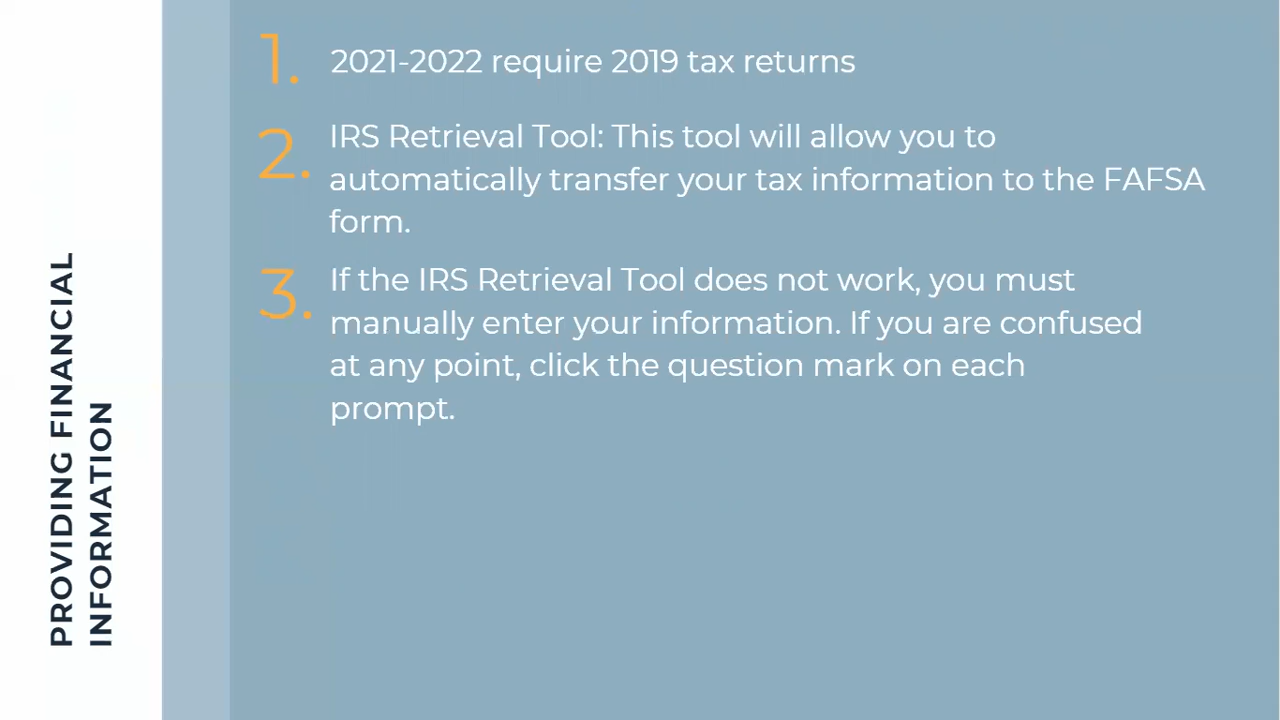 PROVIDING FINANCIAL
INFORMATION
1. 2021-2022 require 2019 tax returns
2. IRS Retrieval Tool: This tool will allow you to
automatically transfer your tax information to the FAFSA
form.
3. If the IRS Retrieval Tool does not work, you must
manually enter your information. If you are confused
at any point, click the question mark on each
prompt.